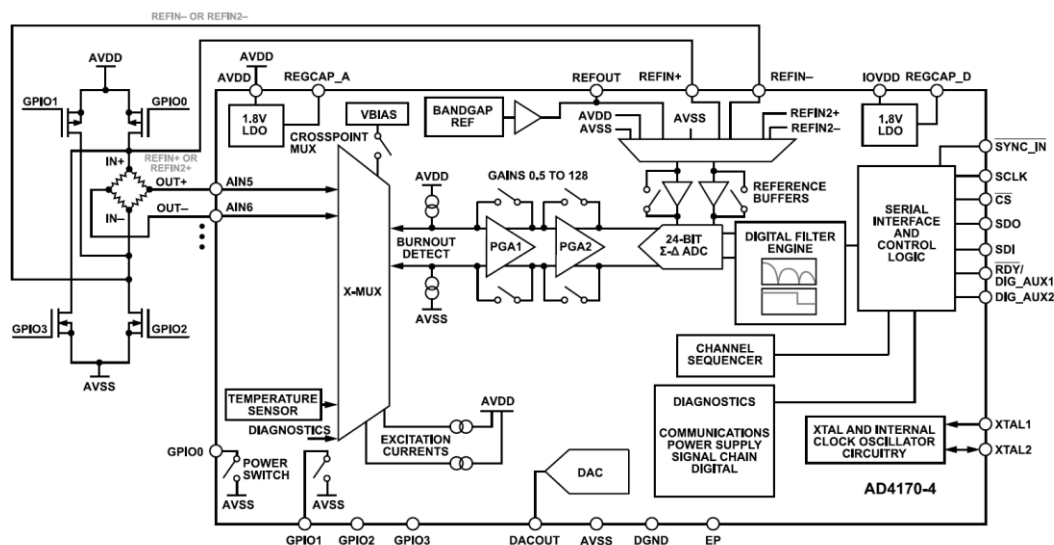 REFIN– OR REFIN2–
AVDD
GPIO1
GPIO0
IN+
REFIN+ OR
REFIN2+
OUT+
IN–
OUT–
GPIO3
GPIO2
AVSS
AVDD
AVDD
REGCAP_A
REFOUT
REFIN+
REFIN–
IOVDD
REGCAP_D
1.8V
LDO
CROSSPOINT
MUX
VBIAS
BANDGAP
REF
AVDD
AVSS
AVSS
REFIN2+
REFIN2–
1.8V
LDO
AIN5
AIN6
X-MUX
AVDD
BURNOUT
DETECT
AVSS
GAINS 0.5 TO 128
PGA1
PGA2
REFERENCE
BUFFERS
24-BIT
Σ-Δ ADC
DIGITAL FILTER
ENGINE
SERIAL
INTERFACE
AND
CONTROL
LOGIC
SYNC_IN
SCLK
CS
SDO
SDI
RDY/
DIG_AUX1
DIG_AUX2
CHANNEL
SEQUENCER
TEMPERATURE
SENSOR
DIAGNOSTICS
AVDD
EXCITATION
CURRENTS
DIAGNOSTICS
COMMUNICATIONS
POWER SUPPLY
SIGNAL CHAIN
DIGITAL
XTAL AND INTERNAL
CLOCK OSCILLATOR
CIRCUITRY
XTAL1
XTAL2
GPIO0
POWER
SWITCH
AVSS
AVSS
DAC
AD4170-4
GPIO1
GPIO2
GPIO3
DACOUT
AVSS
DGND
EP